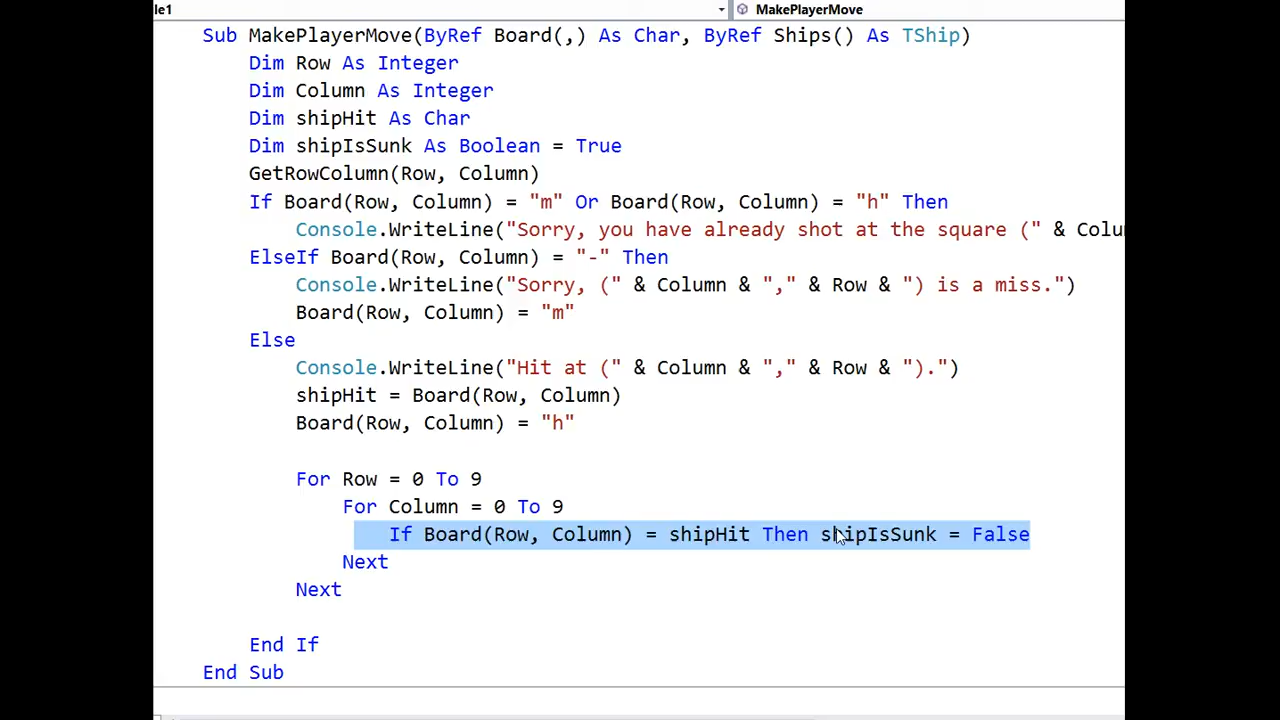 le1 MakePlayerMove
Sub MakePlayerMove(ByRef Board(,) As Char, ByRef Ships() As TShip)
Dim Row As Integer
Dim Column As Integer
Dim shipHit As Char
Dim shipIsSunk As Boolean = True
GetRowColumn(Row, Column)
If Board(Row, Column) = "m" Or Board(Row, Column) = "h" Then
Console.WriteLine("Sorry, you have already shot at the square (" & Colu
ElseIf Board(Row, Column) = "-" Then
Console.WriteLine("Sorry, (" & Column & "," & Row & ") is a miss.")
Board(Row, Column) = "m"
Else
Console.WriteLine("Hit at (" & Column & "," & Row & ").")
shipHit = Board(Row, Column)
Board(Row, Column) = "h"
For Row = 0 To 9
For Column = 0 To 9
If Board(Row, Column) = shipHit Then shipIsSunk = False
Next
Next
End If
End Sub